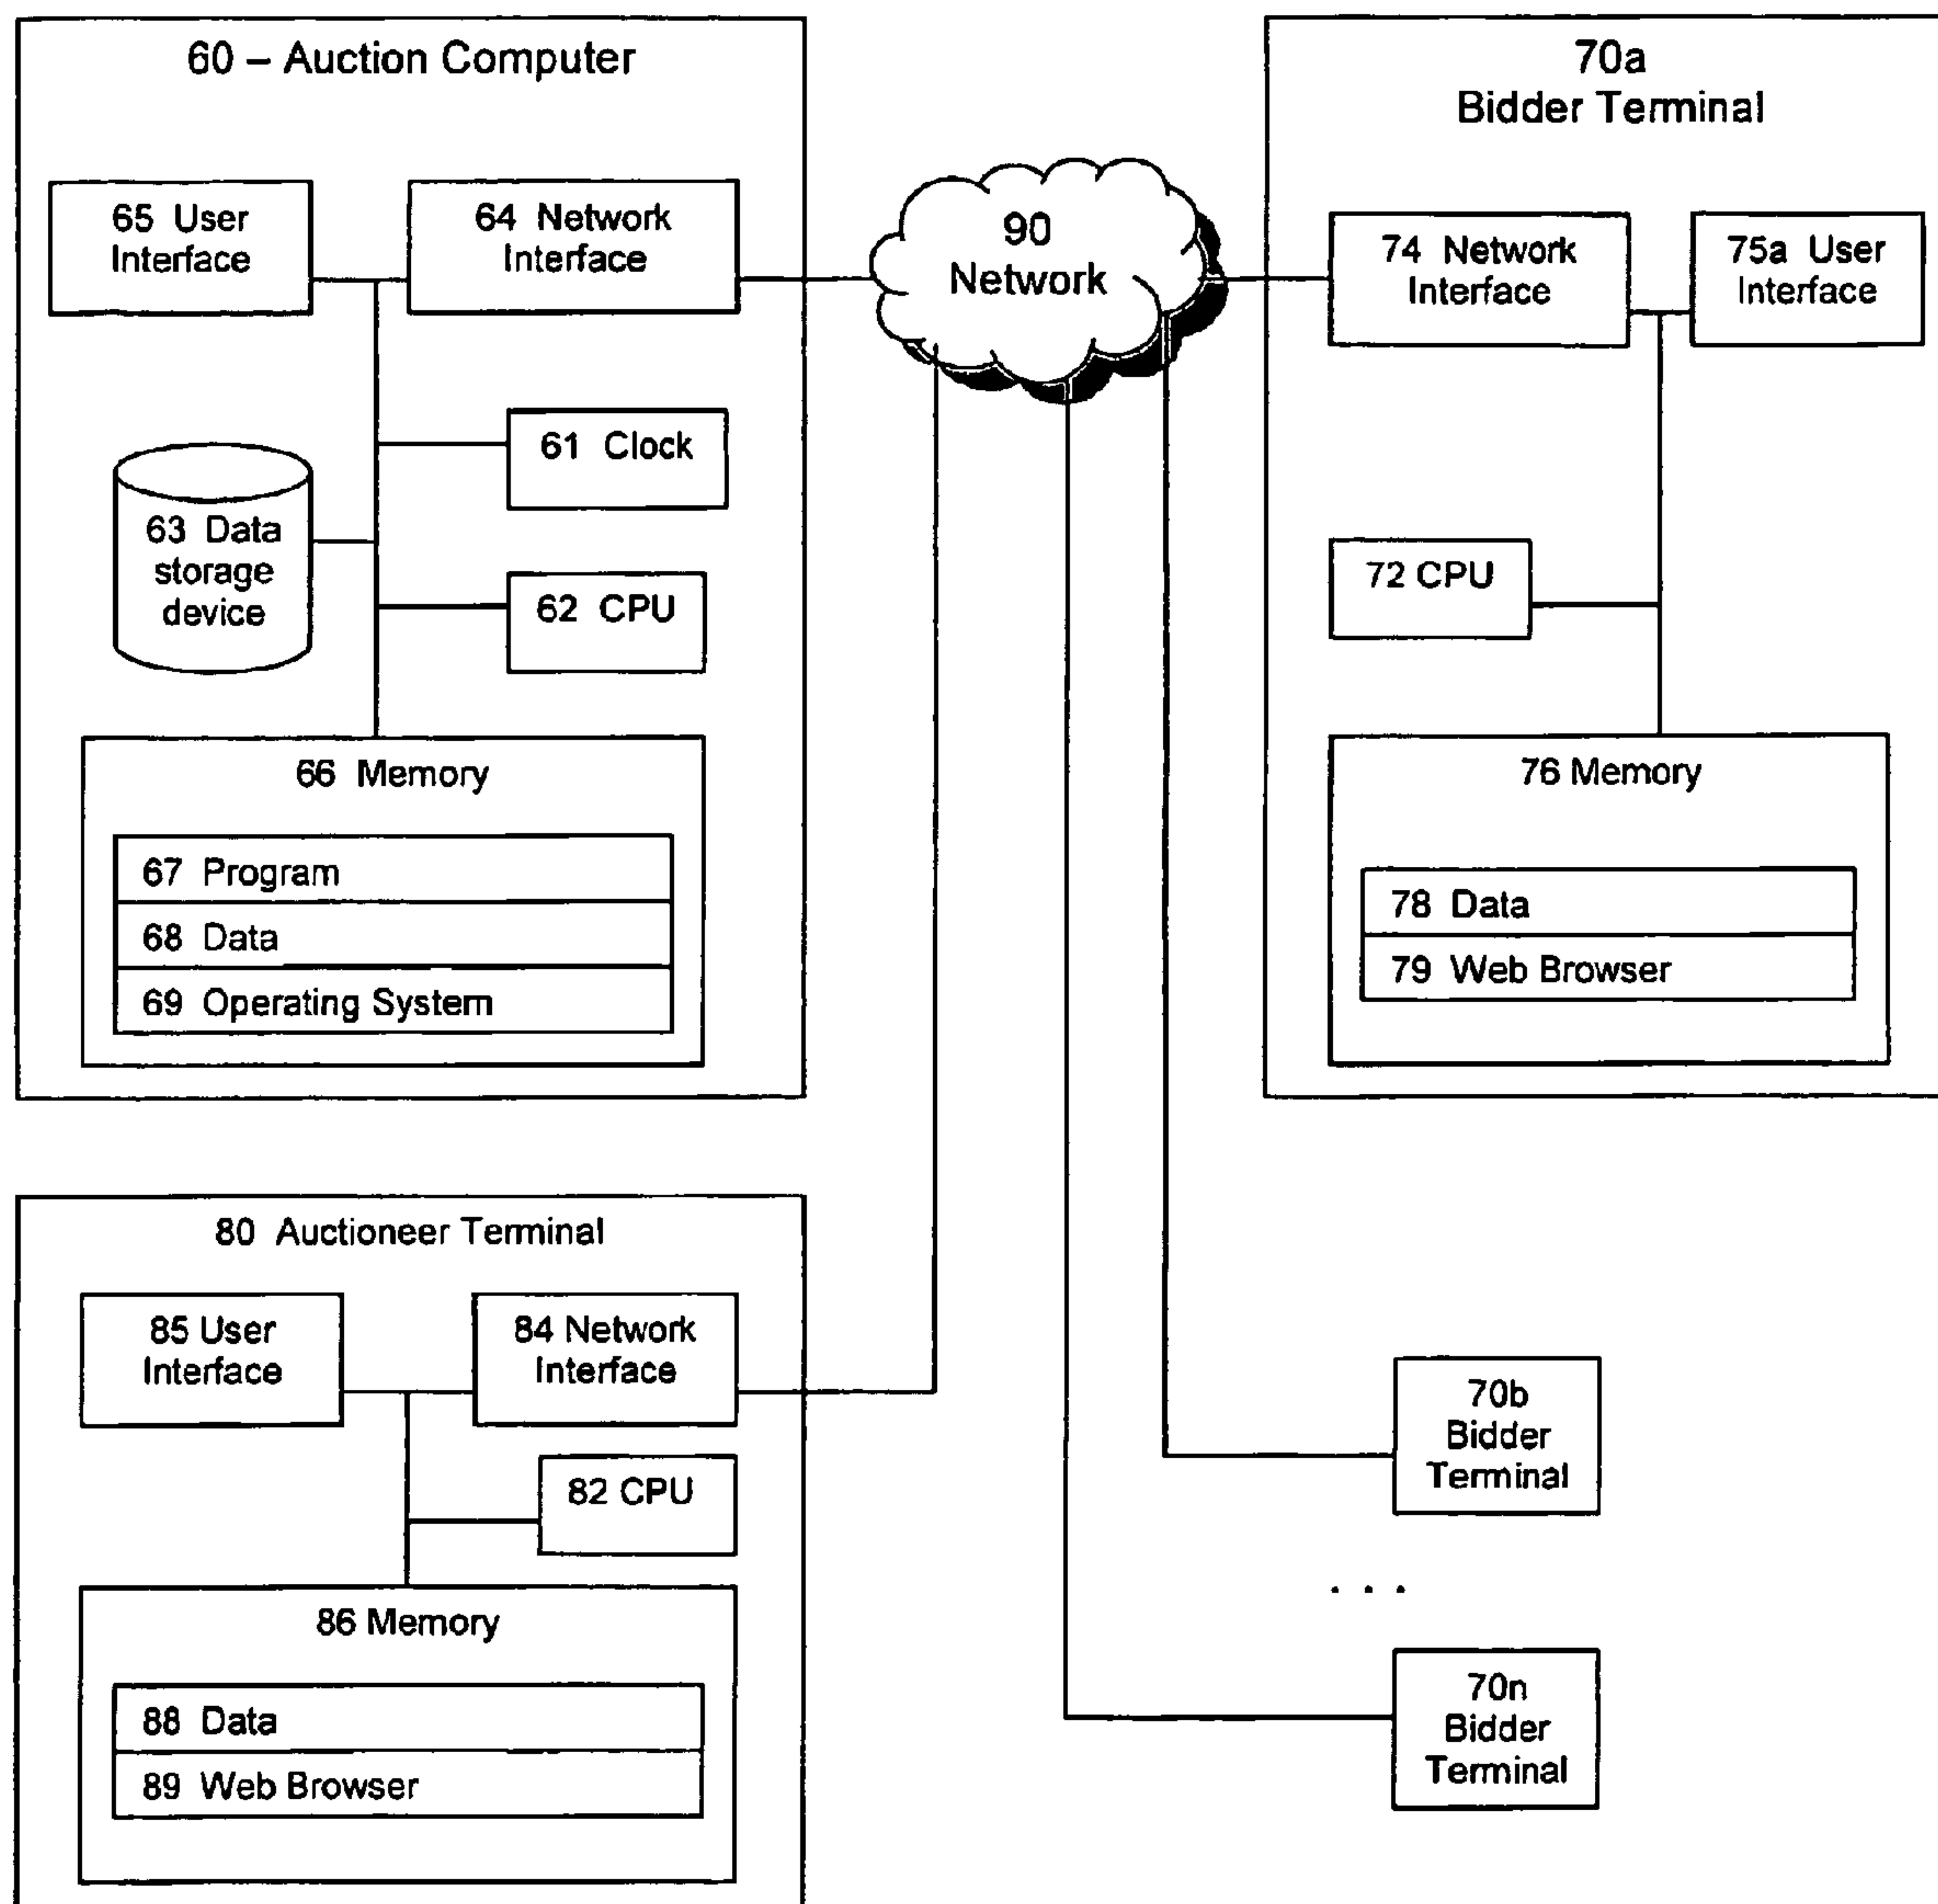 60 – Auction Computer
65 User
Interface
64 Network
Interface
61 Clock
63 Data
storage
device
62 CPU
66 Memory
67 Program
68 Data
69 Operating System
90
Network
70a
Bidder Terminal
74 Network
Interface
75a User
Interface
72 CPU
76 Memory
78 Data
79 Web Browser
80 Auctioneer Terminal
85 User
Interface
84 Network
Interface
82 CPU
86 Memory
88 Data
89 Web Browser
70b
Bidder
Terminal
. . .
70n
Bidder
Terminal